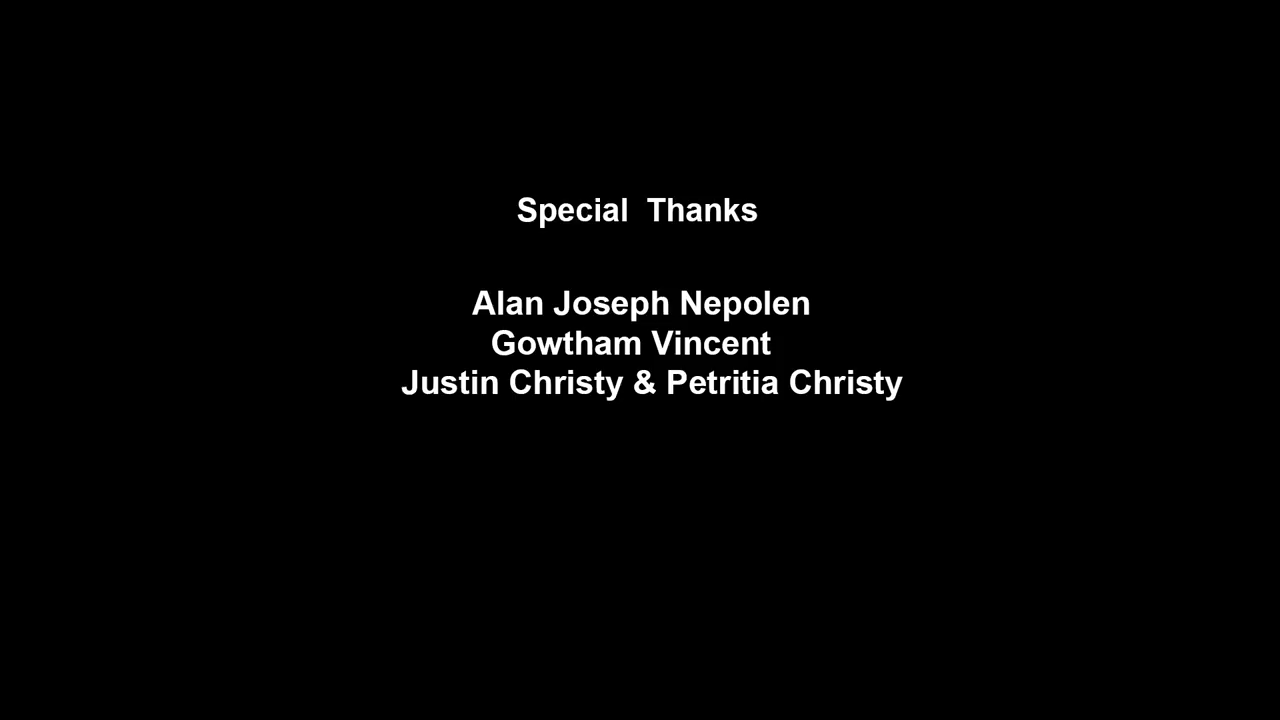 Special  Thanks
Alan Joseph Nepolen
Gowtham Vincent
Justin Christy & Petritia Christy